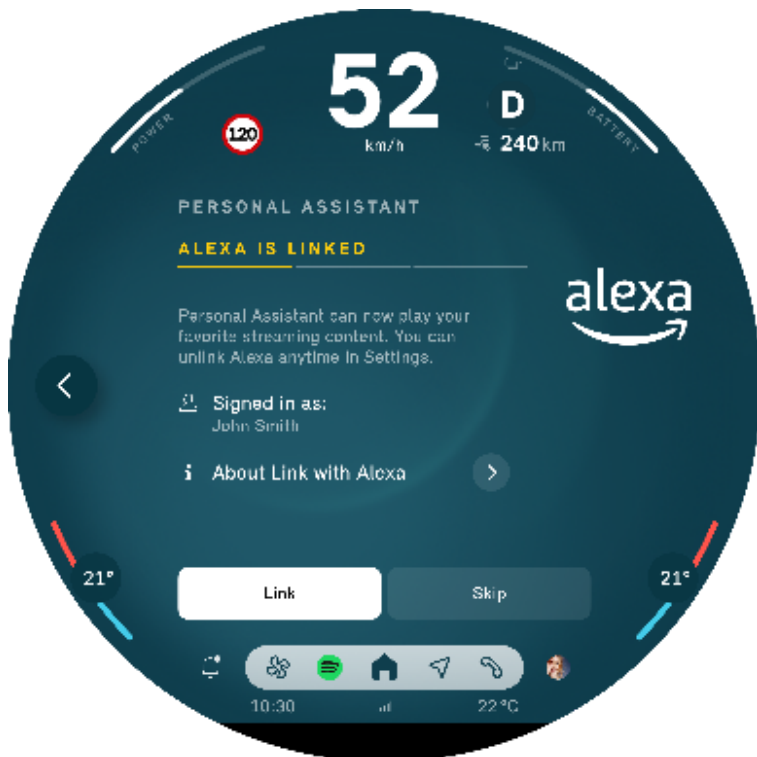 52
km/h
120
D
240 km
POWER
BATTERY
PERSONAL ASSISTANT
ALEXA IS LINKED
alexa
Personal Assistant can now play your
favorite streaming content. You can
unlink Alexa anytime in Settings.
Signed in as:
John Smith
About Link with Alexa
21°
21°
Link
Skip
10:30
22 °C